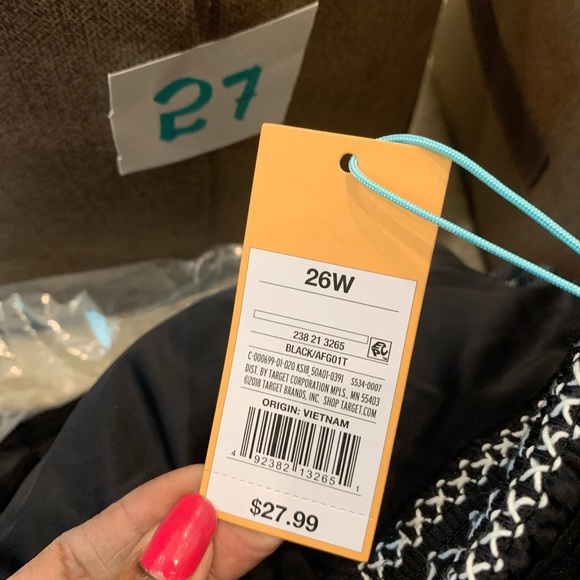 27
26W
238 21 3265
BLACK/AFG01T
C-000699-01-020 KS18_50A01-0391 SS34-0007
DIST. BY TARGET CORPORATION MPLS, MN 55403
©2018 TARGET BRANDS, INC. SHOP TARGET.COM
ORIGIN: VIETNAM
4 92382 13265 1
$27.99